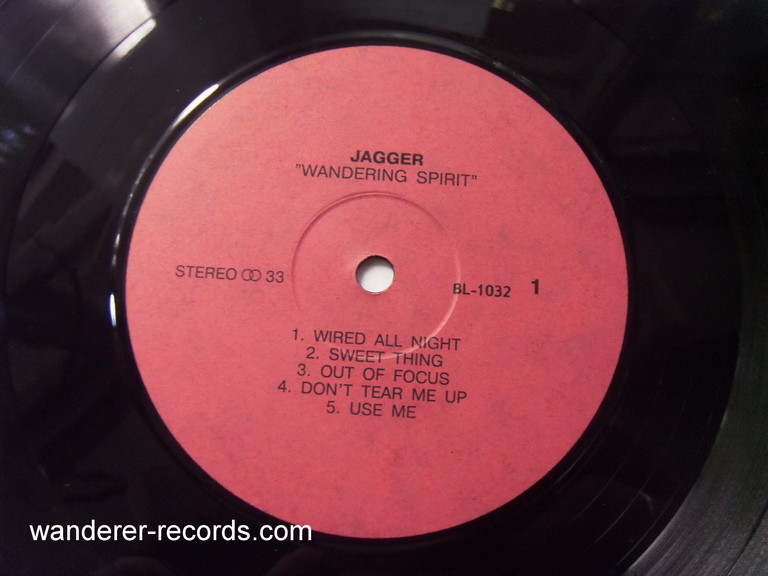 JAGGER
"WANDERING SPIRIT"
STEREO ꝏ 33
BL-1032 1
1. WIRED ALL NIGHT
2. SWEET THING
3. OUT OF FOCUS
4. DON'T TEAR ME UP
5. USE ME
wanderer-records.com